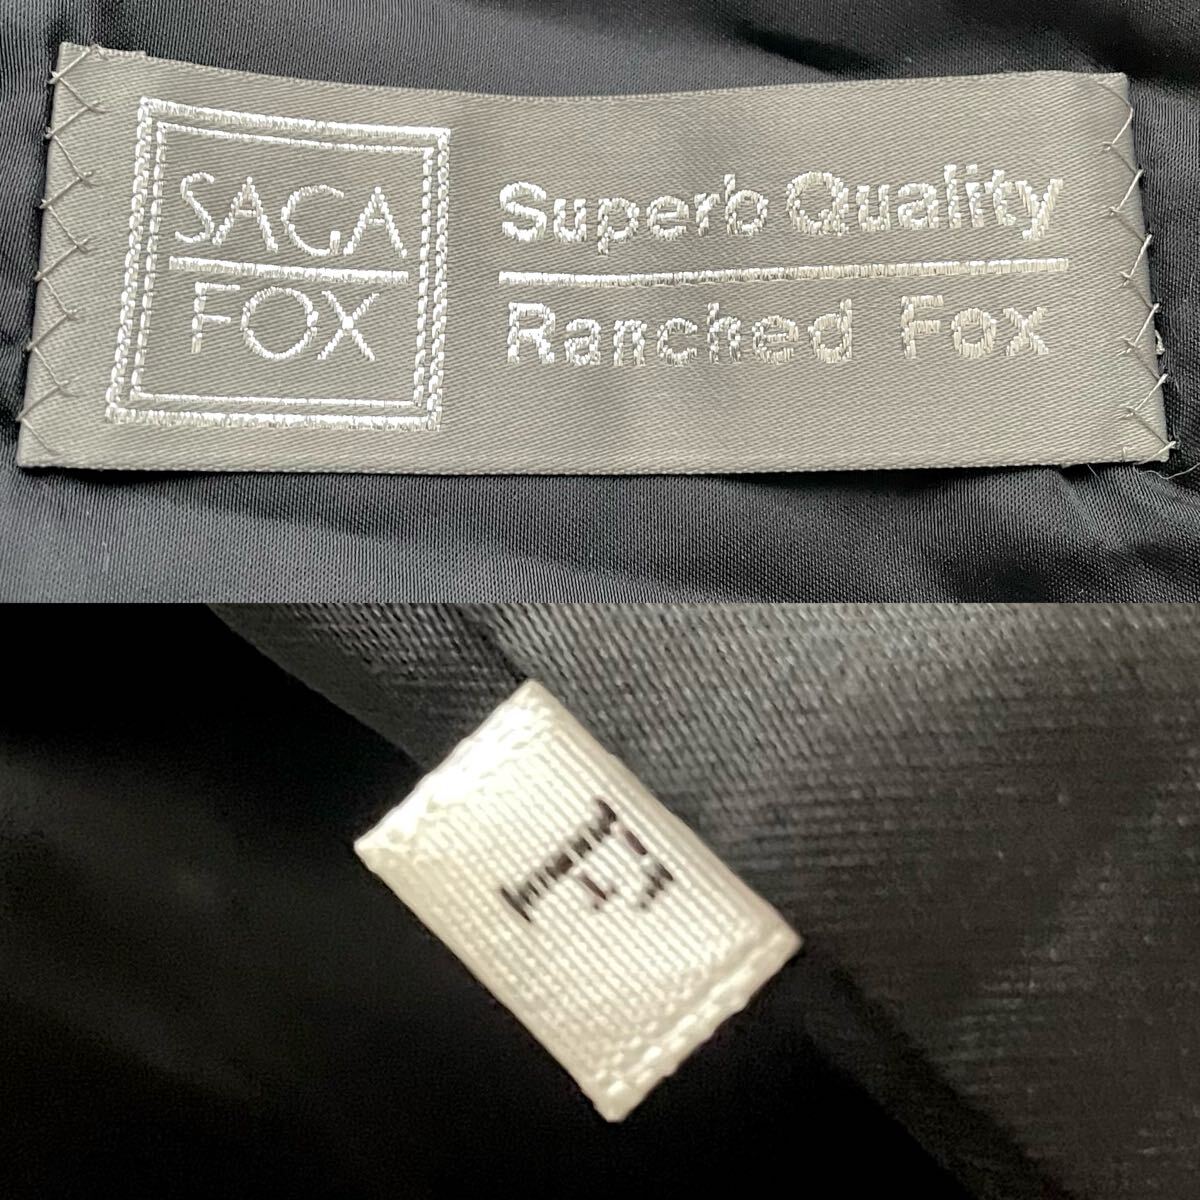 SAGA
FOX
Superb Quality
Ranched Fox
F